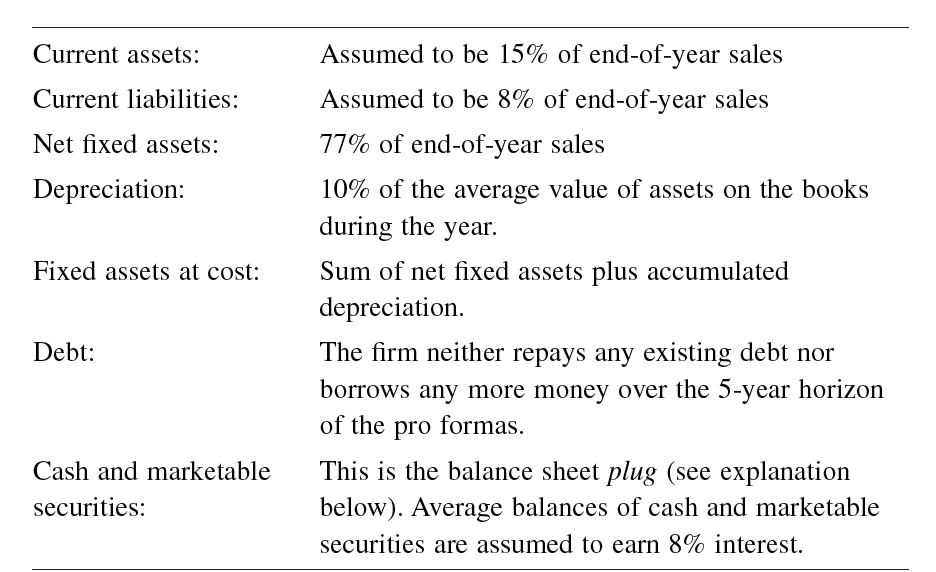 Current assets: Assumed to be 15% of end-of-year sales
Current liabilities: Assumed to be 8% of end-of-year sales
Net fixed assets: 77% of end-of-year sales
Depreciation: 10% of the average value of assets on the books
during the year.
Fixed assets at cost: Sum of net fixed assets plus accumulated
depreciation.
Debt: The firm neither repays any existing debt nor
borrows any more money over the 5-year horizon
of the pro formas.
Cash and marketable This is the balance sheet plug (see explanation
securities: below). Average balances of cash and marketable
securities are assumed to earn 8% interest.